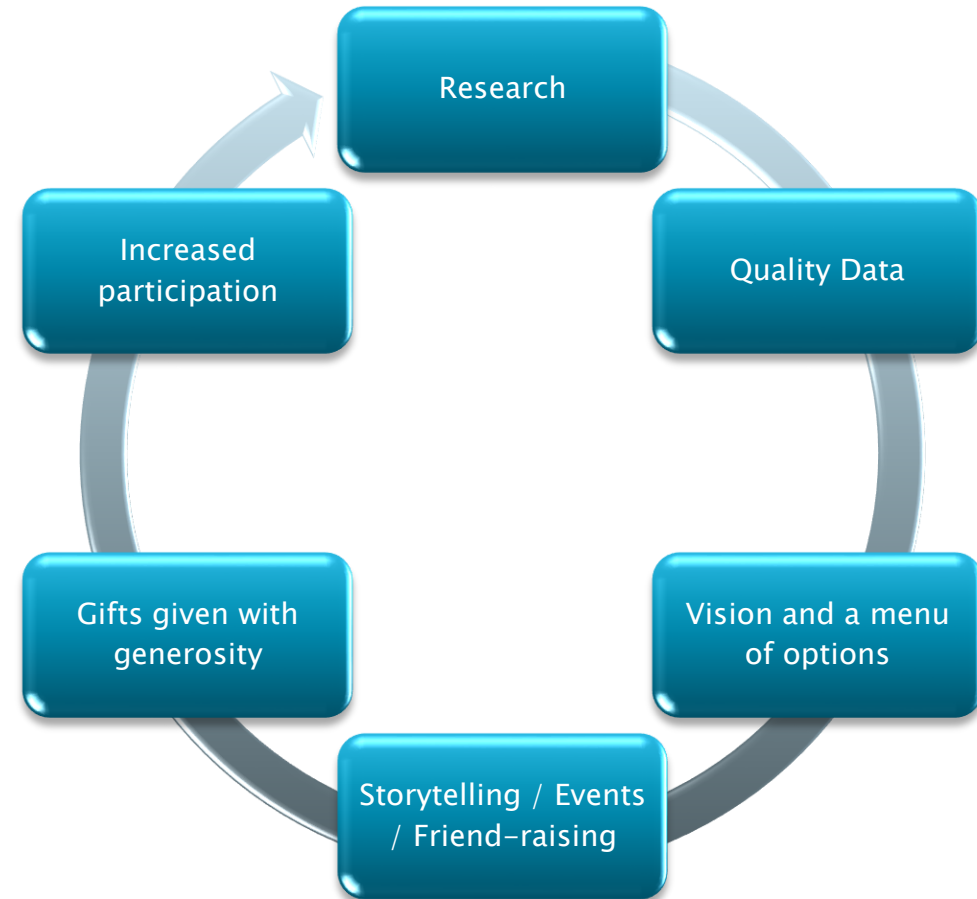 Research
Quality Data
Vision and a menu
of options
Storytelling / Events
/ Friend-raising
Gifts given with
generosity
Increased
participation